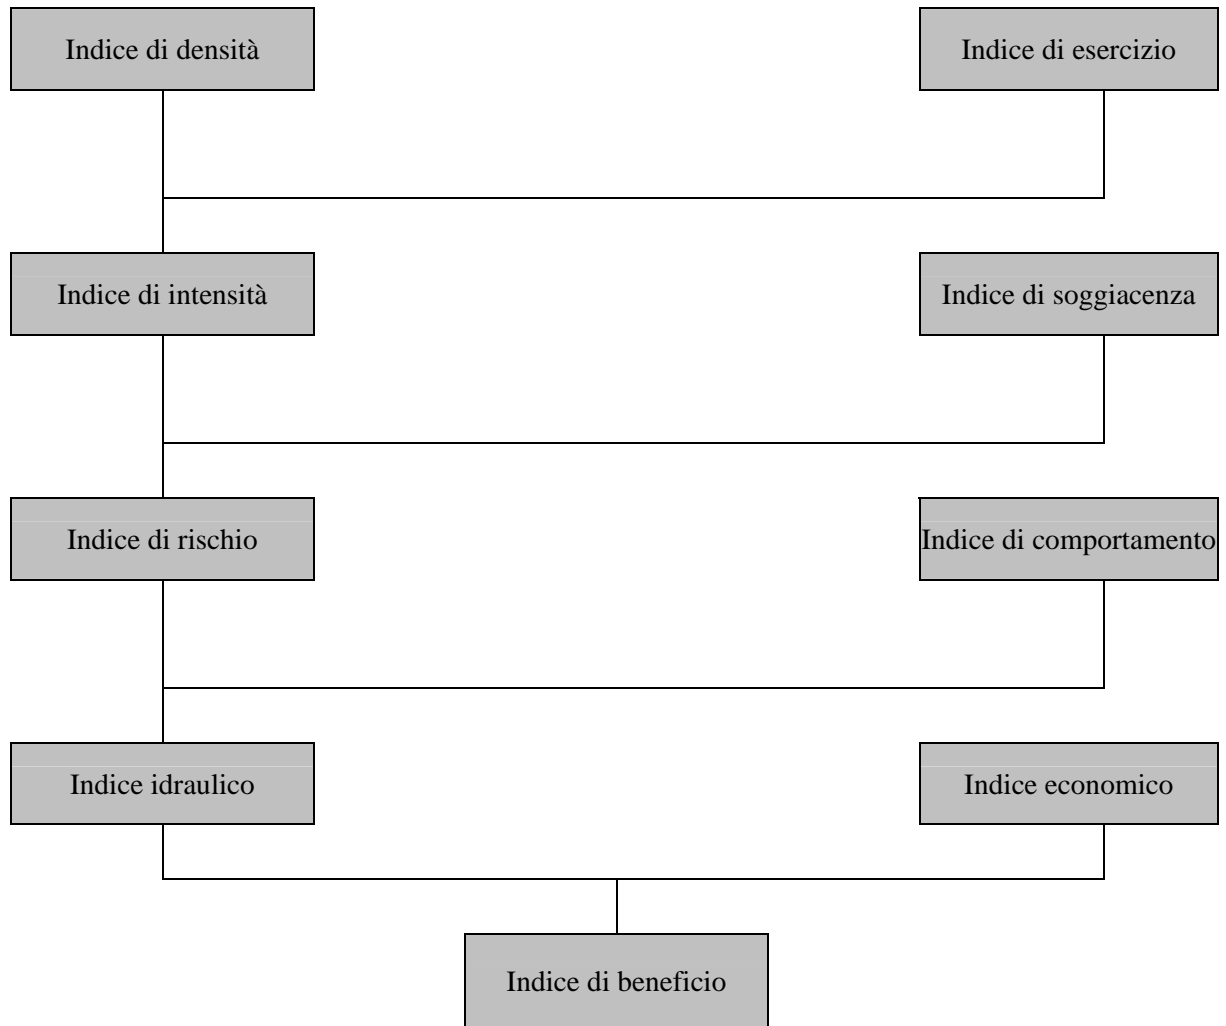 Indice di densità
Indice di esercizio
Indice di intensità
Indice di soggiacenza
Indice di rischio
Indice di comportamento
Indice idraulico
Indice economico
Indice di beneficio